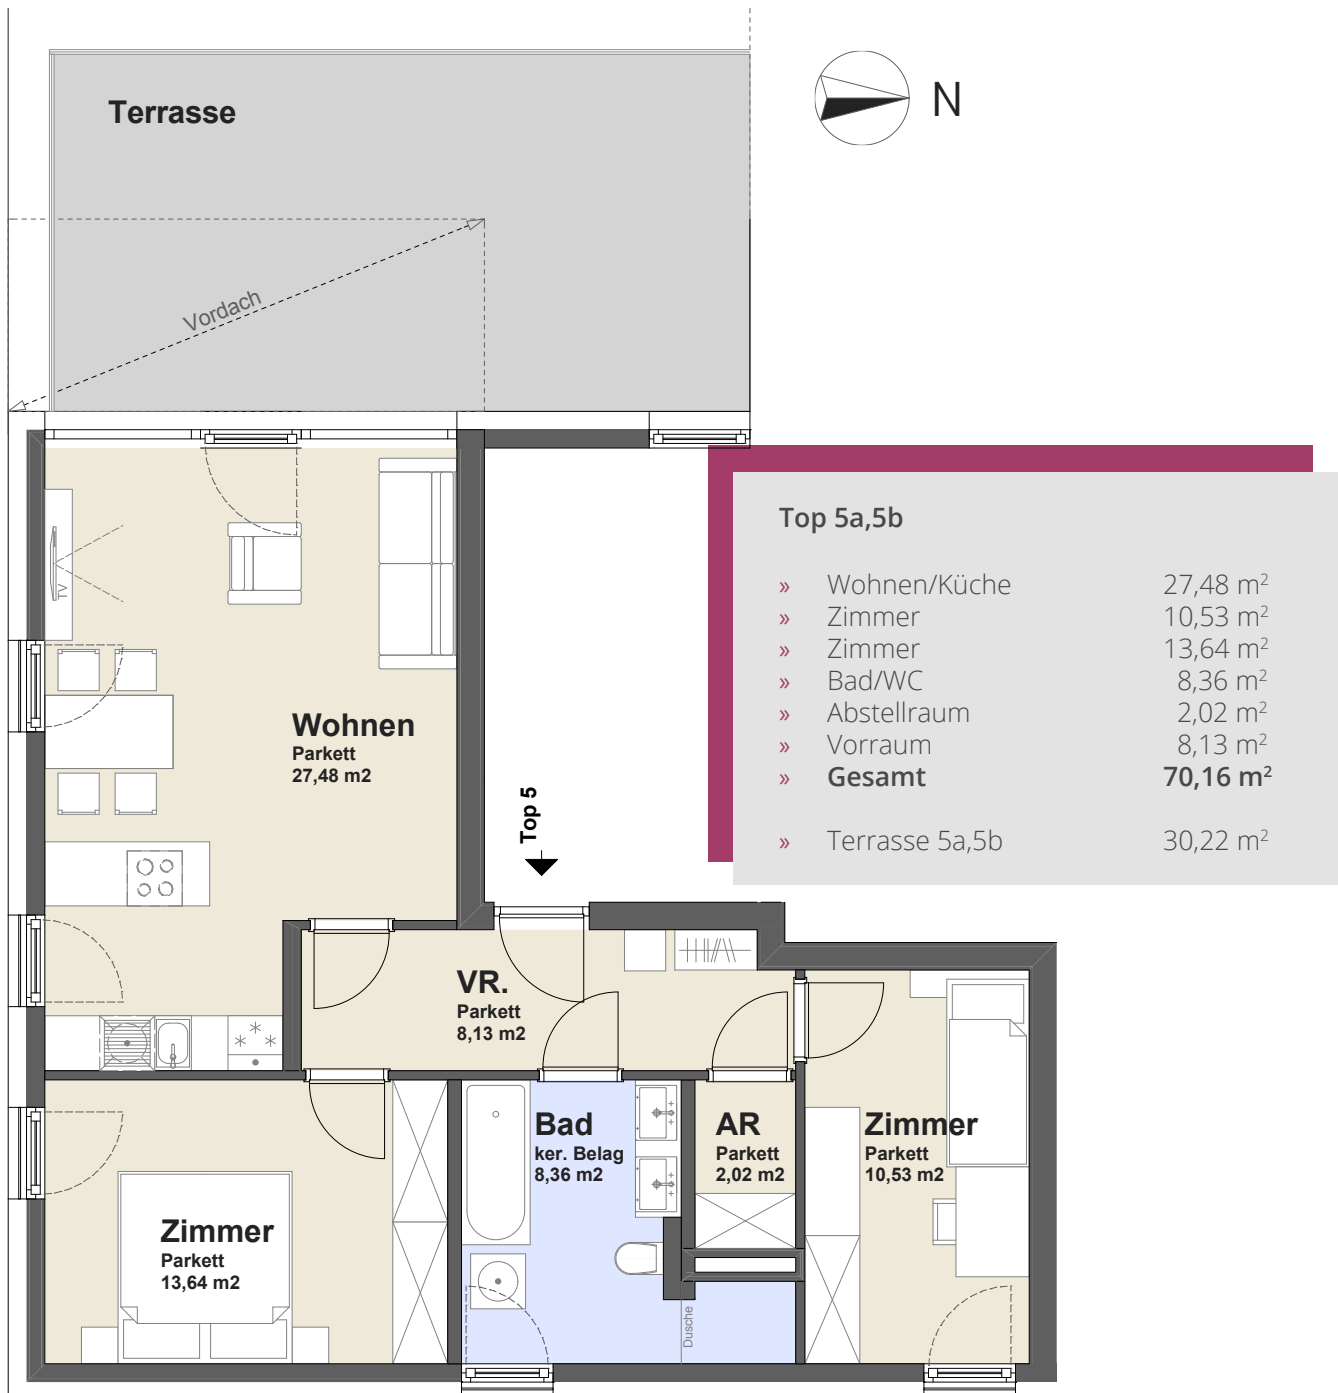 Terrasse
N
Vordach
Top 5a,5b
» Wohnen/Küche 27,48 m²
» Zimmer 10,53 m²
» Zimmer 13,64 m²
» Bad/WC 8,36 m²
» Abstellraum 2,02 m²
» Vorraum 8,13 m²
» Gesamt 70,16 m²
» Terrasse 5a,5b 30,22 m²
TV
Wohnen
Parkett
27,48 m2
Top 5
VR.
Parkett
8,13 m2
Bad
ker. Belag
8,36 m2
AR
Parkett
2,02 m2
Zimmer
Parkett
10,53 m2
Zimmer
Parkett
13,64 m2
Dusche